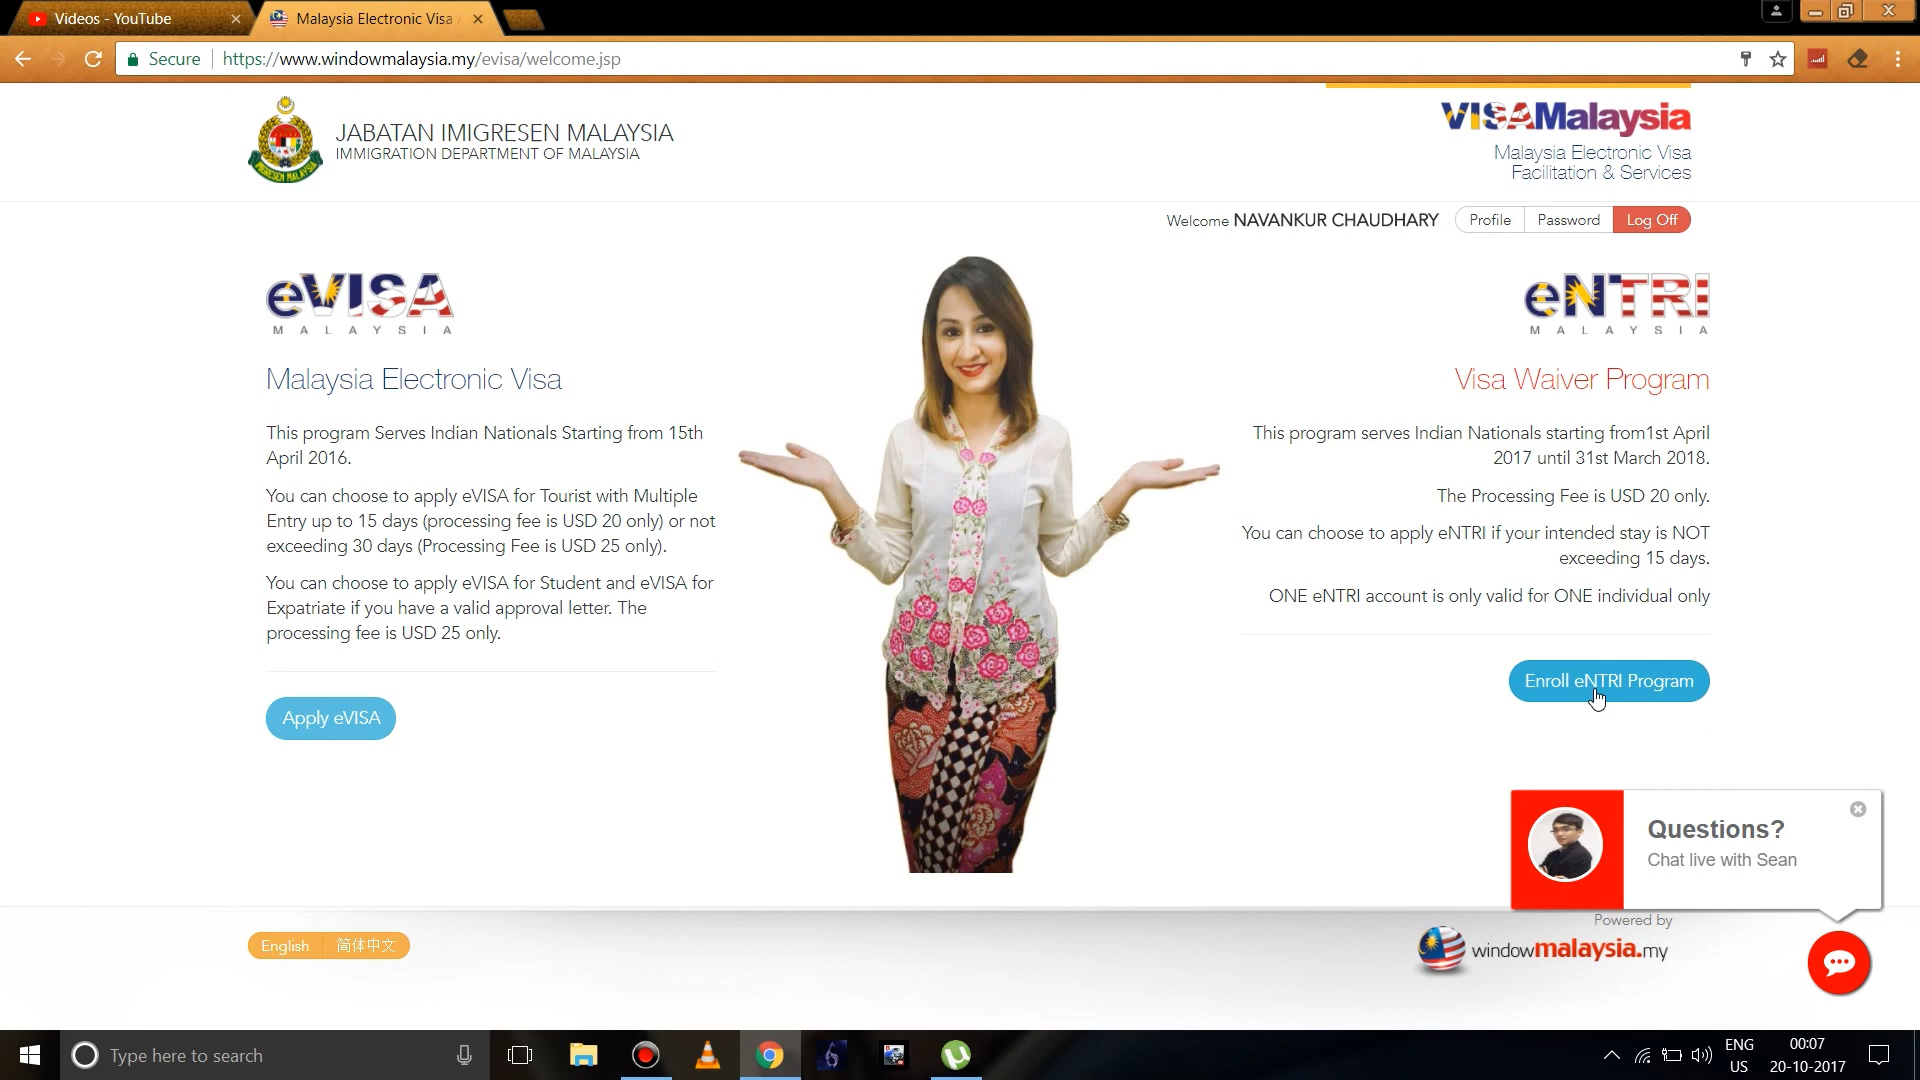 Videos - YouTube
Malaysia Electronic Visa
Secure https://www.windowmalaysia.my/evisa/welcome.jsp
JABATAN IMIGRESEN MALAYSIA
IMMIGRATION DEPARTMENT OF MALAYSIA
VISAMalaysia
Malaysia Electronic Visa
Facilitation & Services
Welcome NAVANKUR CHAUDHARY Profile Password Log Off
eVISA
MALAYSIA
Malaysia Electronic Visa
This program Serves Indian Nationals Starting from 15th
April 2016.
You can choose to apply eVISA for Tourist with Multiple
Entry up to 15 days (processing fee is USD 20 only) or not
exceeding 30 days (Processing Fee is USD 25 only).
You can choose to apply eVISA for Student and eVISA for
Expatriate if you have a valid approval letter. The
processing fee is USD 25 only.
Apply eVISA
eNTRI
MALAYSIA
Visa Waiver Program
This program serves Indian Nationals starting from1st April
2017 until 31st March 2018.
The Processing Fee is USD 20 only.
You can choose to apply eNTRI if your intended stay is NOT
exceeding 15 days.
ONE eNTRI account is only valid for ONE individual only
Enroll eNTRI Program
Questions?
Chat live with Sean
Powered by
windowmalaysia.my
English 简体中文
Type here to search
ENG
US
00:07
20-10-2017